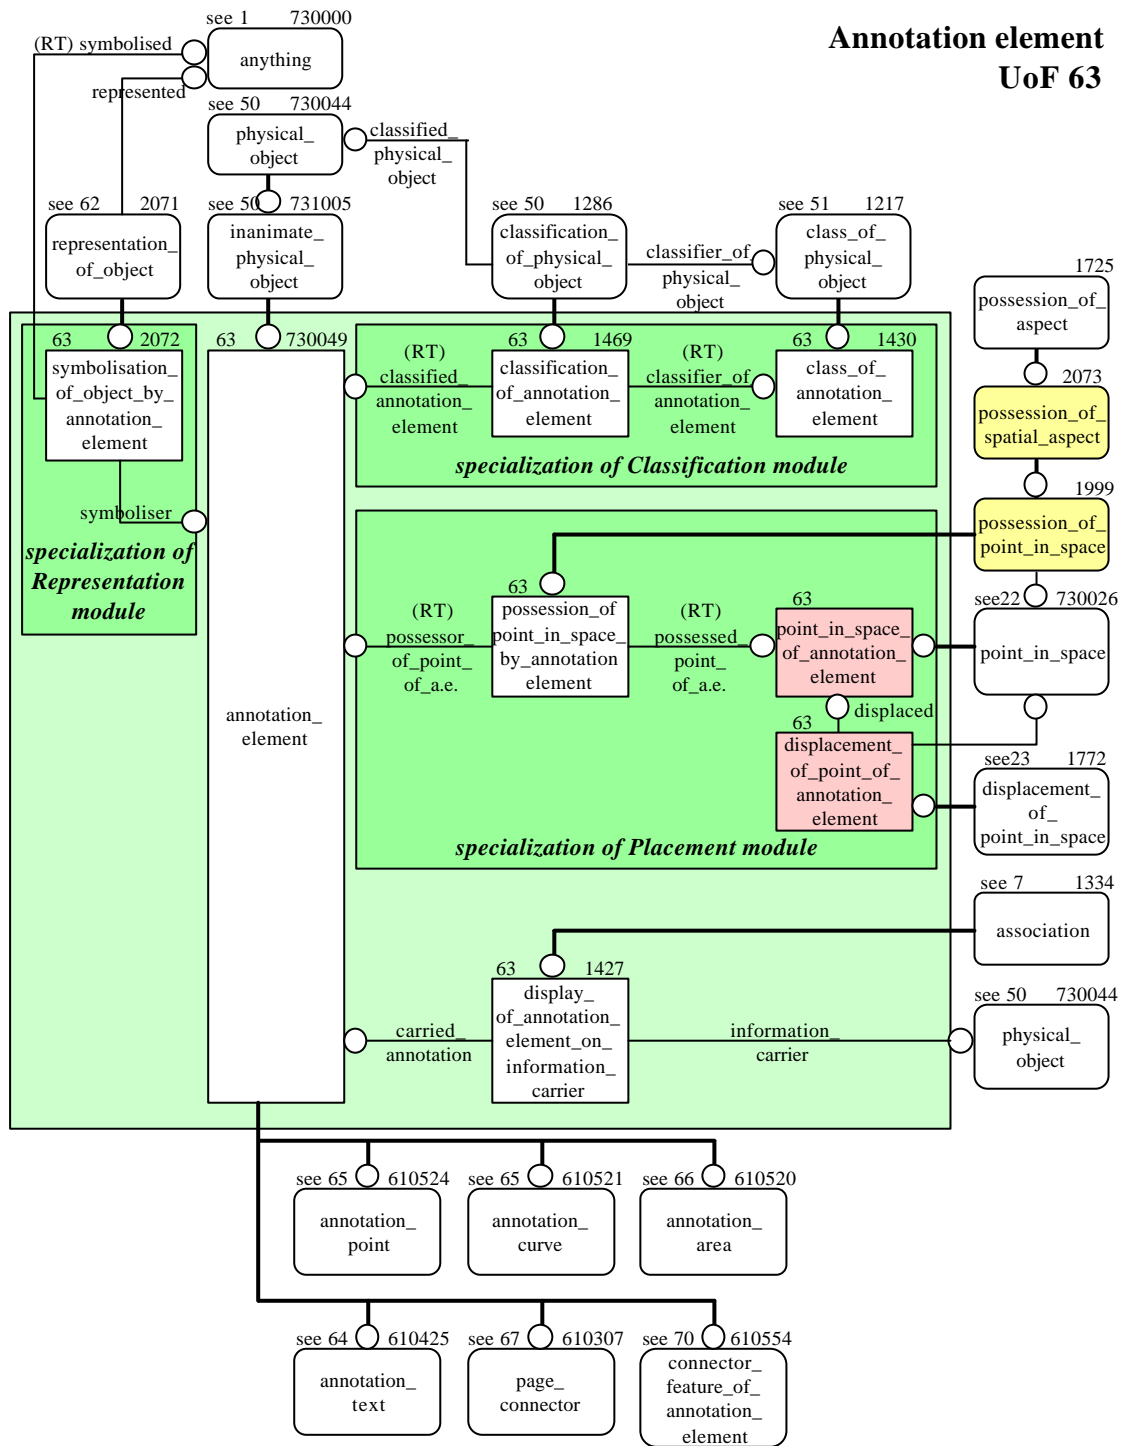 Annotation element
UoF 63
see 1 730000
anything
(RT) symbolised
represented
see 50 730044
physical_
object
classified_
physical_
object
see 62 2071
representation_
of_object
see 50 731005
inanimate_
physical_
object
see 50 1286
classification_
of_physical_
object
classifier_of_
physical_
object
see 51 1217
class_of_
physical_
object
1725
possession_of_
aspect
2073
possession_of_
spatial_aspect
1999
possession_of_
point_in_space
63 2072
symbolisation_
of_object_by_
annotation_
element
symboliser
specialization of
Representation
module
63 730049
annotation_
element
(RT)
classified_
annotation_
element
63 1469
classification_
of_annotation_
element
(RT)
classifier_of_
annotation_
element
63 1430
class_of_
annotation_
element
specialization of Classification module
(RT)
possessor_
of_point_
of_a.e.
63
possession_of_
point_in_space_
by_annotation_
element
(RT)
possessed_
point_
of_a.e.
63
point_in_space_
of_annotation_
element
displaced
63
displacement_
of_point_of_
annotation_
element
specialization of Placement module
see22 730026
point_in_space
see23 1772
displacement_
of_
point_in_space
see 7 1334
association
63 1427
display_
of_annotation_
element_on_
information_
carrier
carried_
annotation
information_
carrier
see 50 730044
physical_
object
see 65 610524
annotation_
point
see 65 610521
annotation_
curve
see 66 610520
annotation_
area
see 64 610425
annotation_
text
see 67 610307
page_
connector
see 70 610554
connector_
feature_of_
annotation_
element